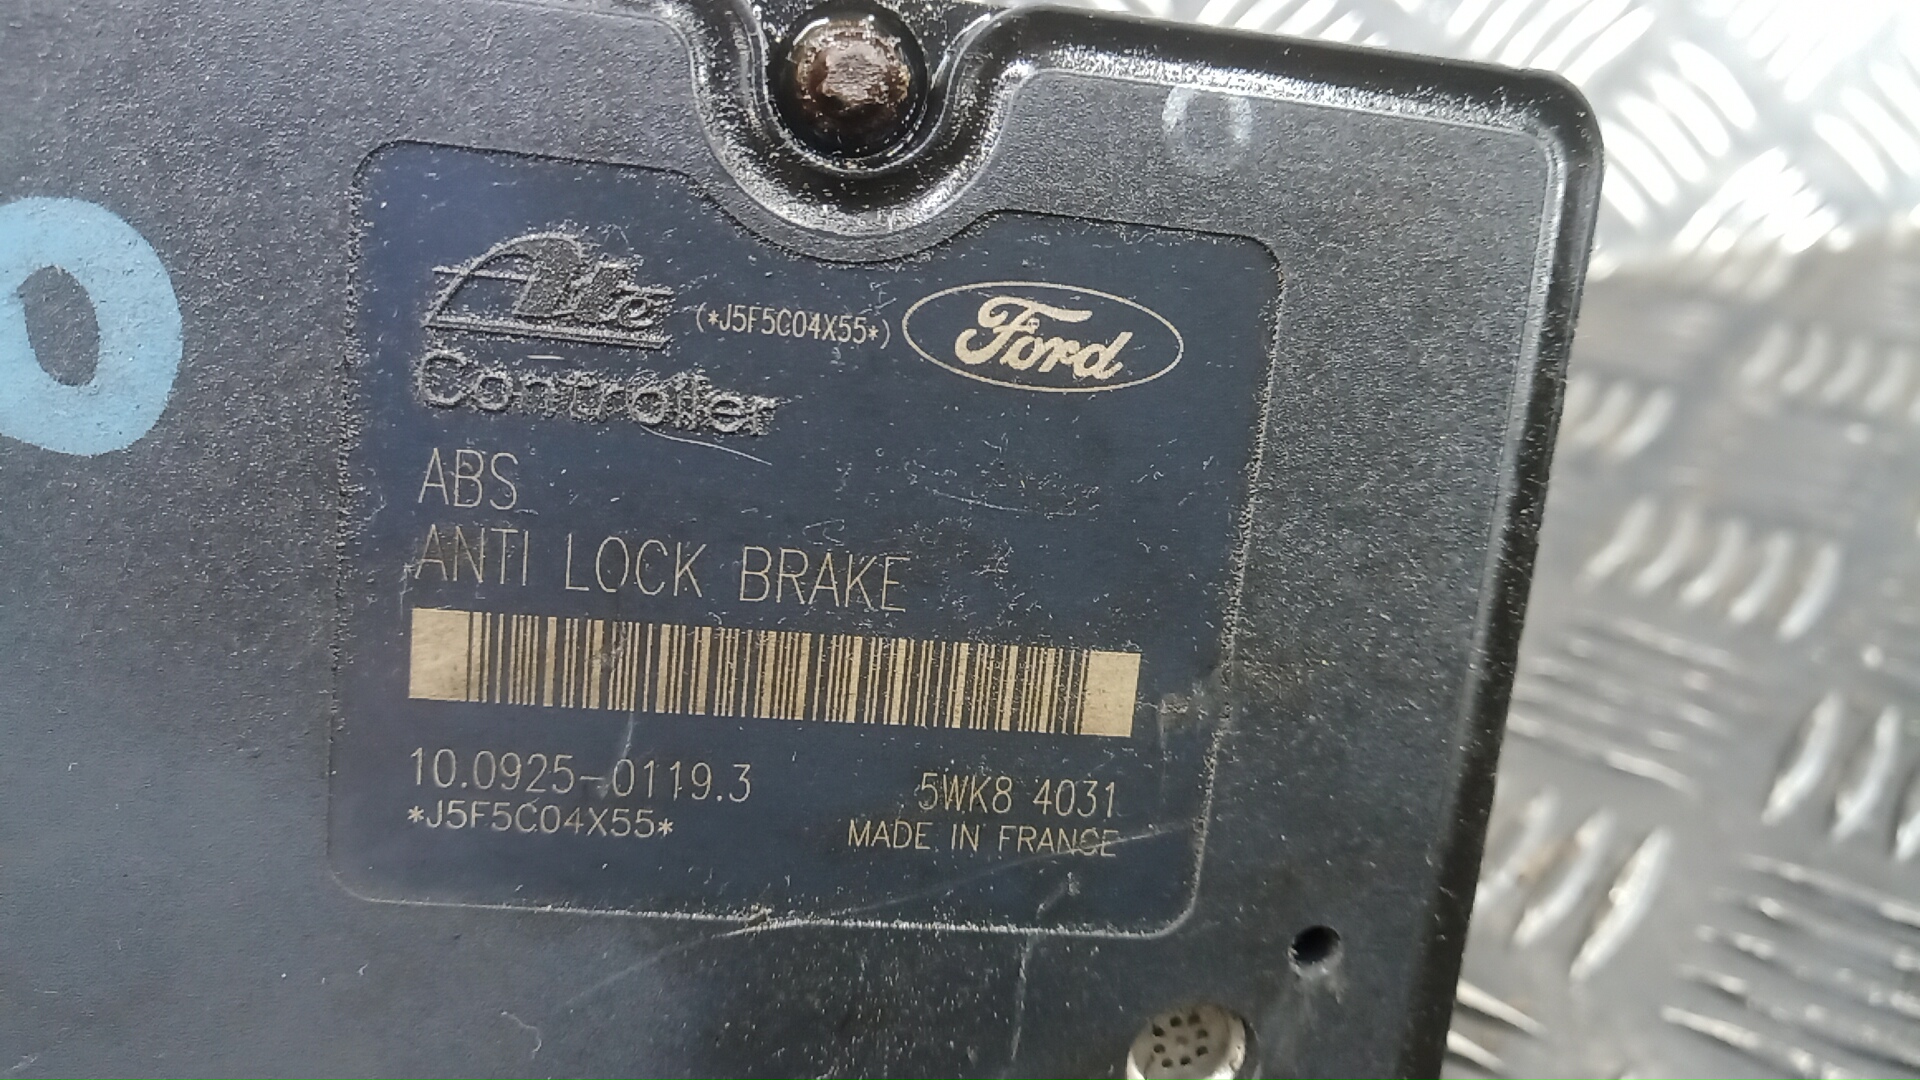 Ate (*J5F5C04X55*) Ford
Controller
ABS
ANTI LOCK BRAKE
10.0925-0119.3 5WK8 4031
*J5F5C04X55* MADE IN FRANCE